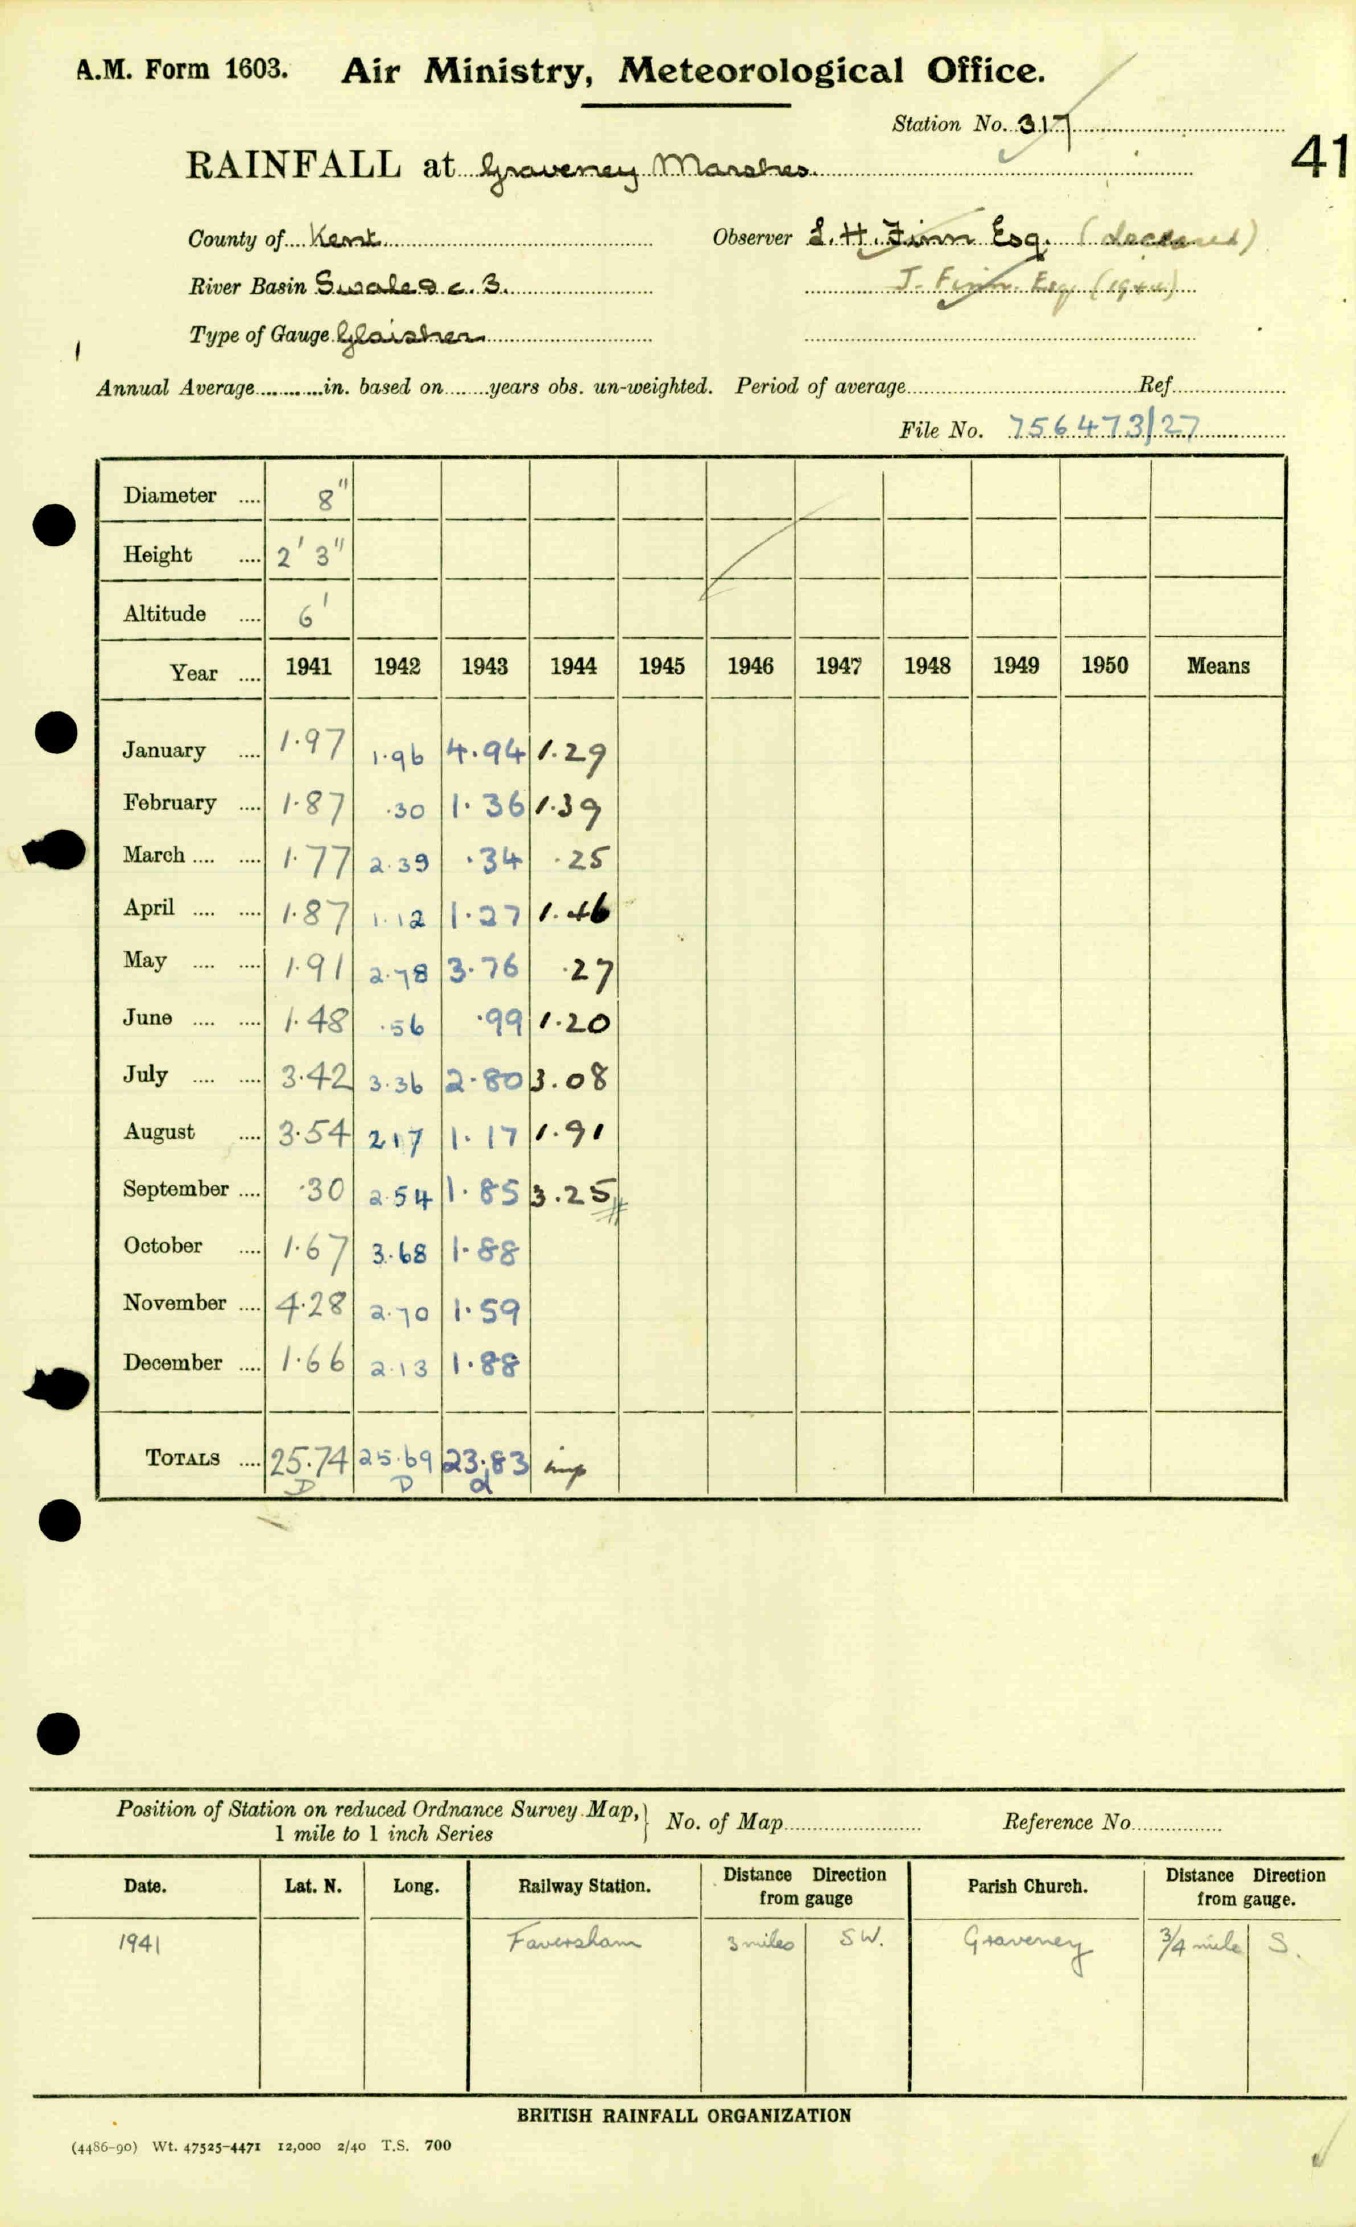 A.M. Form 1603. Air Ministry, Meteorological Office.
Station No. 317
41
RAINFALL at Graveney Marshes.
County of Kent Observer L. H. Finn Esq. (deceased)
River Basin Swale & c. 3. J. Finn Esq (1944)
Type of Gauge Glaisher
Annual Average in. based on years obs. un-weighted. Period of average Ref
File No. 756473/27
Diameter 8"
Height 2' 3"
Altitude 6'
Year 1941 1942 1943 1944 1945 1946 1947 1948 1949 1950 Means
January 1.97 1.96 4.94 1.29
February 1.87 .30 1.36 1.39
March 1.77 2.39 .34 .25
April 1.87 1.12 1.27 1.46
May 1.91 2.78 3.76 .27
June 1.48 .56 .99 1.20
July 3.42 3.36 2.80 3.08
August 3.54 2.17 1.17 1.91
September .30 2.54 1.85 3.25
October 1.67 3.68 1.88
November 4.28 2.70 1.59
December 1.66 2.13 1.88
TOTALS 25.74 25.69 23.83 imp
D D d
Position of Station on reduced Ordnance Survey Map, 1 mile to 1 inch Series No. of Map Reference No
Date. Lat. N. Long. Railway Station. Distance Direction from gauge Parish Church. Distance Direction from gauge.
1941 Faversham 3 miles SW. Graveney 3/4 mile S.
BRITISH RAINFALL ORGANIZATION
(4486-90) Wt. 47525-4471 12,000 2/40 T.S. 700